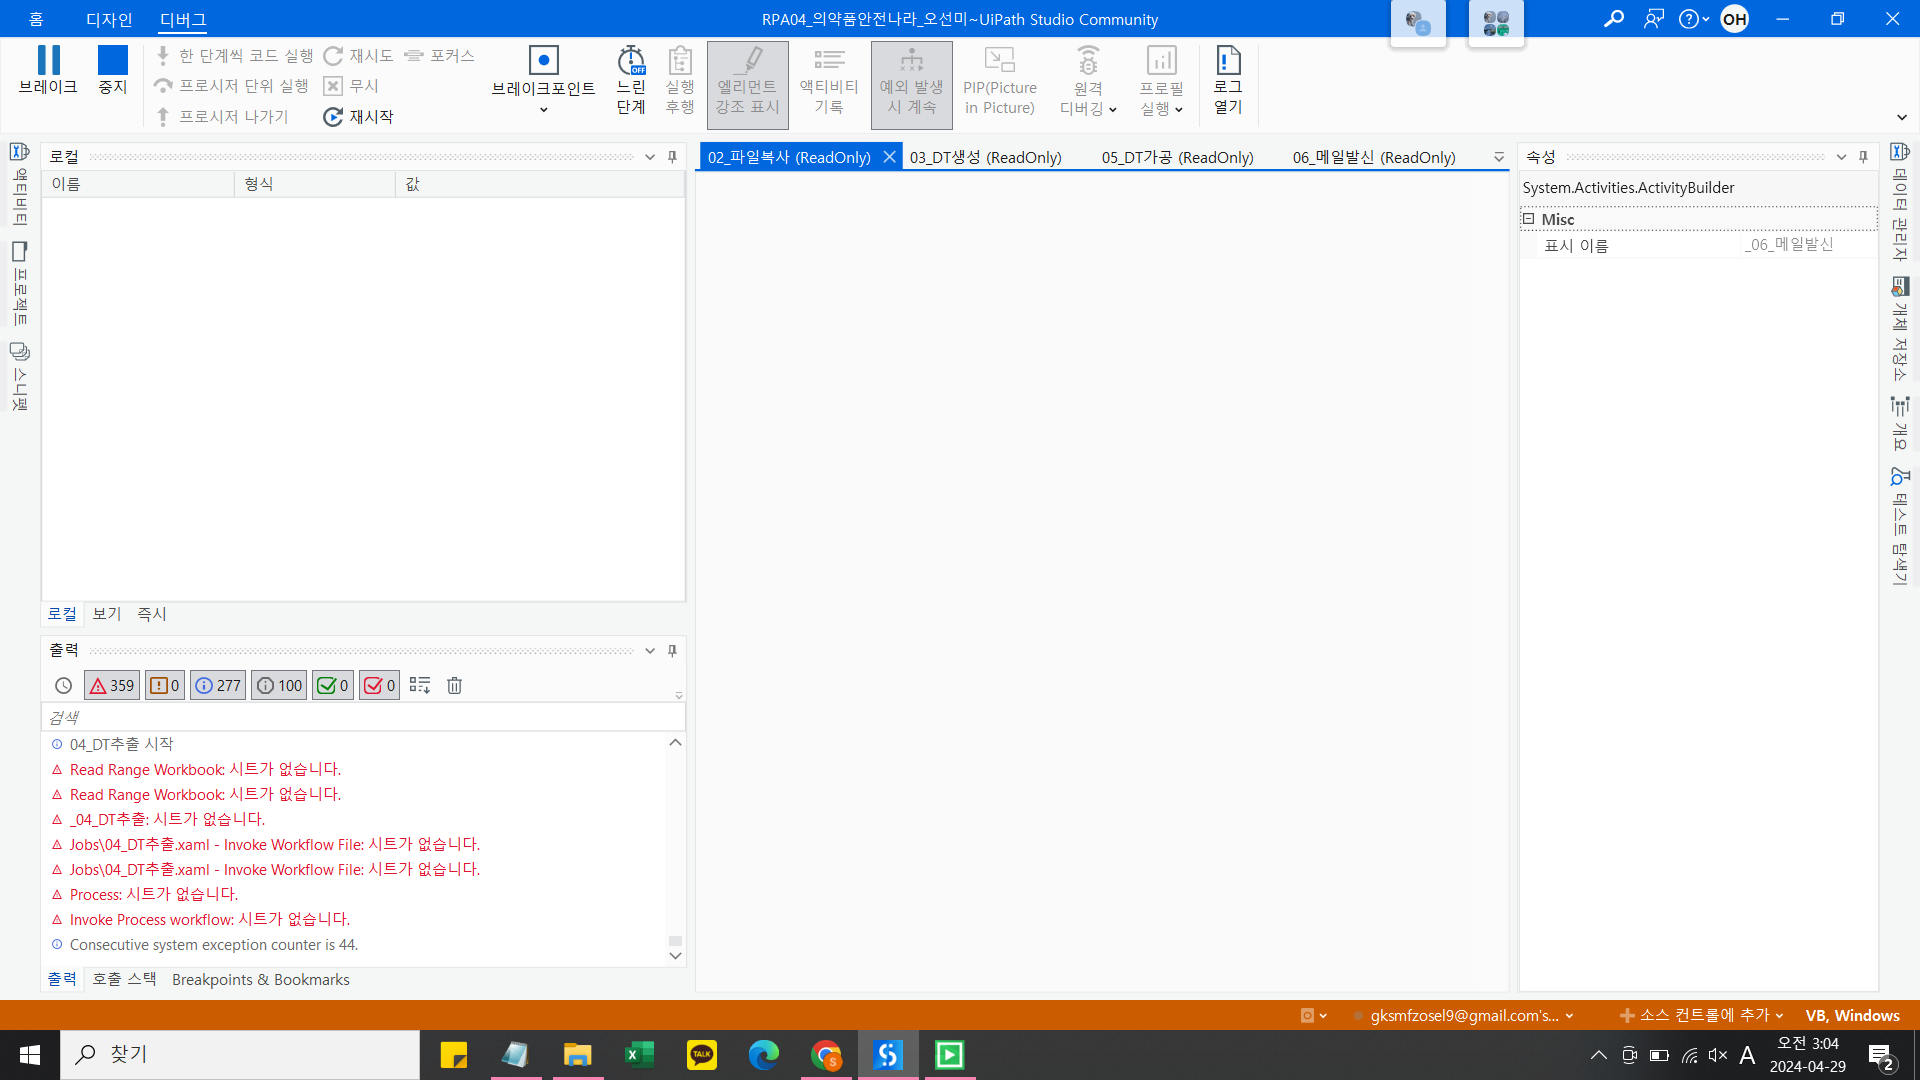 홈 디자인 디버그
RPA04_의약품안전나라_오선미~UiPath Studio Community
OH
브레이크
중지
한 단계씩 코드 실행
프로시저 단위 실행
프로시저 나가기
재시도
무시
재시작
포커스
브레이크포인트
느린
단계
OFF
실행
후행
엘리먼트
강조 표시
액티비티
기록
예외 발생
시 계속
PIP(Picture
in Picture)
원격
디버깅
프로필
실행
로그
열기
액티비티
프로젝트
스니펫
로컬
이름 형식 값
로컬 보기 즉시
출력
359 0 277 100 0 0
검색
04_DT추출 시작
Read Range Workbook: 시트가 없습니다.
Read Range Workbook: 시트가 없습니다.
_04_DT추출: 시트가 없습니다.
Jobs\04_DT추출.xaml - Invoke Workflow File: 시트가 없습니다.
Jobs\04_DT추출.xaml - Invoke Workflow File: 시트가 없습니다.
Process: 시트가 없습니다.
Invoke Process workflow: 시트가 없습니다.
Consecutive system exception counter is 44.
출력 호출 스택 Breakpoints & Bookmarks
02_파일복사 (ReadOnly) 03_DT생성 (ReadOnly) 05_DT가공 (ReadOnly) 06_메일발신 (ReadOnly)
속성
System.Activities.ActivityBuilder
Misc
표시 이름 _06_메일발신
데이터 관리자
개체 저장소
개요
테스트 탐색기
gksmfzosel9@gmail.com's... 소스 컨트롤에 추가 VB, Windows
찾기
TALK
S
A
오전 3:04
2024-04-29
2